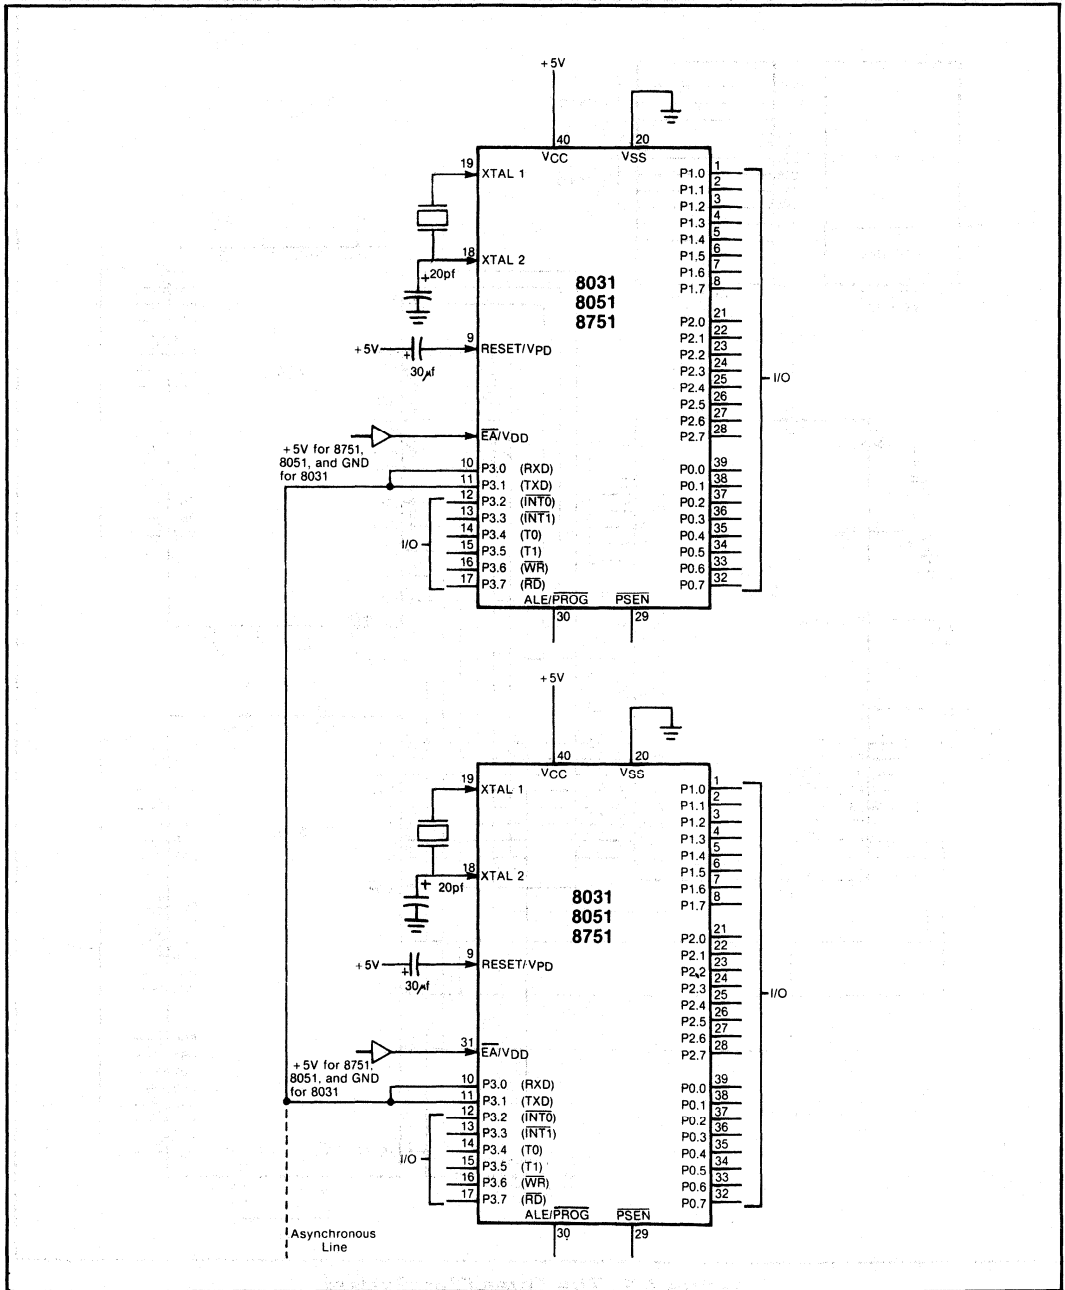 +5V
40
VCC
20
VSS
19
XTAL 1
18
XTAL 2
+
20pf
+5V
+
30μf
9
RESET/VPD
EA/VDD
+5V for 8751,
8051, and GND
for 8031
10 P3.0 (RXD)
11 P3.1 (TXD)
12 P3.2 (INT0)
13 P3.3 (INT1)
14 P3.4 (T0)
15 P3.5 (T1)
16 P3.6 (WR)
17 P3.7 (RD)
I/O
8031
8051
8751
P1.0 1
P1.1 2
P1.2 3
P1.3 4
P1.4 5
P1.5 6
P1.6 7
P1.7 8
P2.0 21
P2.1 22
P2.2 23
P2.3 24
P2.4 25
P2.5 26
P2.6 27
P2.7 28
P0.0 39
P0.1 38
P0.2 37
P0.3 36
P0.4 35
P0.5 34
P0.6 33
P0.7 32
I/O
ALE/PROG
30
PSEN
29
+5V
40
VCC
20
VSS
19
XTAL 1
18
XTAL 2
+
20pf
+5V
+
30μf
9
RESET/VPD
31
EA/VDD
+5V for 8751,
8051, and GND
for 8031
10 P3.0 (RXD)
11 P3.1 (TXD)
12 P3.2 (INT0)
13 P3.3 (INT1)
14 P3.4 (T0)
15 P3.5 (T1)
16 P3.6 (WR)
17 P3.7 (RD)
I/O
8031
8051
8751
P1.0 1
P1.1 2
P1.2 3
P1.3 4
P1.4 5
P1.5 6
P1.6 7
P1.7 8
P2.0 21
P2.1 22
P2.2 23
P2.3 24
P2.4 25
P2.5 26
P2.6 27
P2.7 28
P0.0 39
P0.1 38
P0.2 37
P0.3 36
P0.4 35
P0.5 34
P0.6 33
P0.7 32
I/O
ALE/PROG
30
PSEN
29
Asynchronous
Line